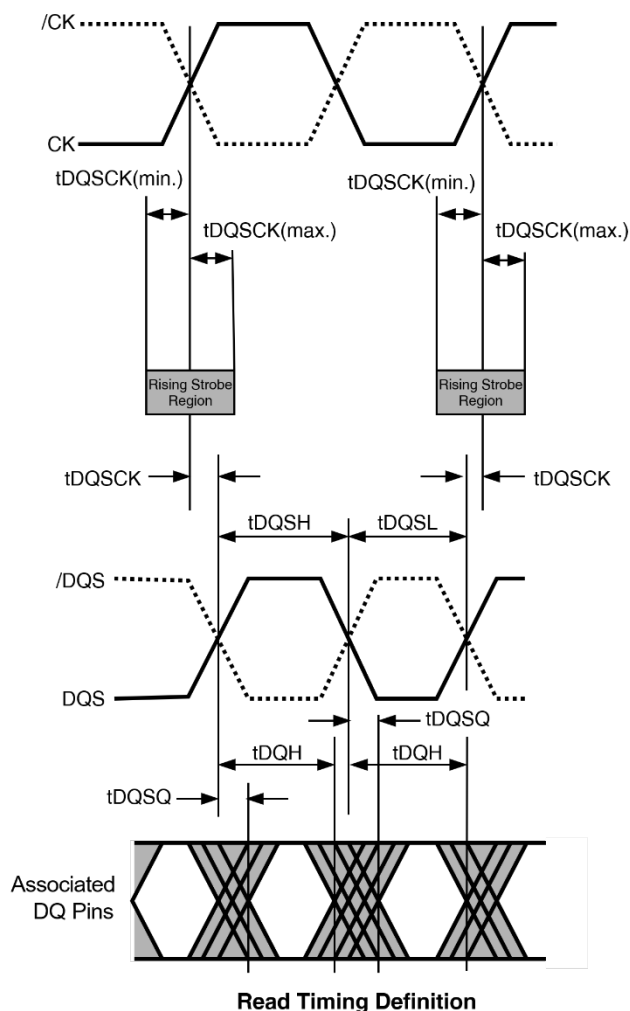 /CK
CK
tDQSCK(min.)
tDQSCK(min.)
tDQSCK(max.)
tDQSCK(max.)
Rising Strobe
Region
Rising Strobe
Region
tDQSCK
tDQSCK
tDQSH
tDQSL
/DQS
DQS
tDQSQ
tDQH
tDQH
tDQSQ
Associated
DQ Pins
Read Timing Definition